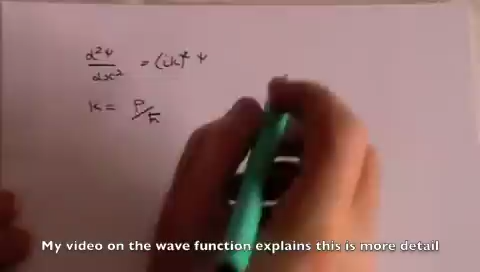 d²ψ/dx² = (ik)² ψ
k = P/ħ
My video on the wave function explains this is more detail